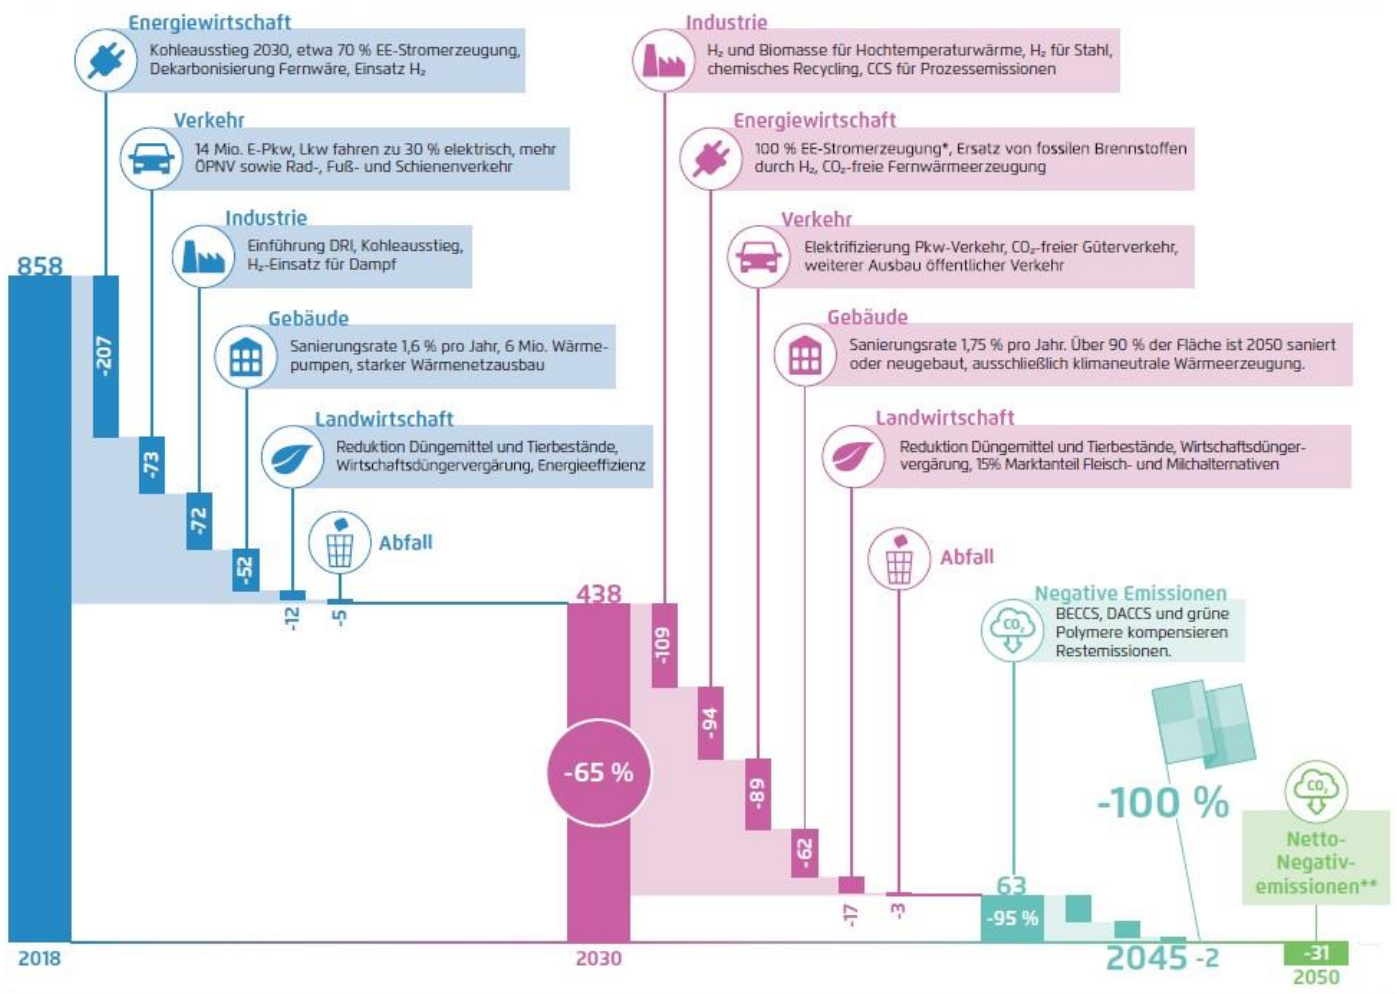 Energiewirtschaft
Kohleausstieg 2030, etwa 70 % EE-Stromerzeugung,
Dekarbonisierung Fernwäre, Einsatz H₂
Verkehr
14 Mio. E-Pkw, Lkw fahren zu 30 % elektrisch, mehr
ÖPNV sowie Rad-, Fuß- und Schienenverkehr
Industrie
Einführung DRI, Kohleausstieg,
H₂-Einsatz für Dampf
Gebäude
Sanierungsrate 1,6 % pro Jahr, 6 Mio. Wärme-
pumpen, starker Wärmenetzausbau
Landwirtschaft
Reduktion Düngemittel und Tierbestände,
Wirtschaftsdüngervergärung, Energieeffizienz
Abfall
858
-207
-73
-72
-52
-12
-5
2018
Industrie
H₂ und Biomasse für Hochtemperaturwärme, H₂ für Stahl,
chemisches Recycling, CCS für Prozessemissionen
Energiewirtschaft
100 % EE-Stromerzeugung*, Ersatz von fossilen Brennstoffen
durch H₂, CO₂-freie Fernwärmeerzeugung
Verkehr
Elektrifizierung Pkw-Verkehr, CO₂-freier Güterverkehr,
weiterer Ausbau öffentlicher Verkehr
Gebäude
Sanierungsrate 1,75 % pro Jahr. Über 90 % der Fläche ist 2050 saniert
oder neugebaut, ausschließlich klimaneutrale Wärmeerzeugung.
Landwirtschaft
Reduktion Düngemittel und Tierbestände, Wirtschaftsdünger-
vergärung, 15% Marktanteil Fleisch- und Milchalternativen
Abfall
438
-65 %
-109
-94
-89
-62
-17
-3
2030
Negative Emissionen
CO₂
BECCS, DACCS und grüne
Polymere kompensieren
Restemissionen.
63
-95 %
-100 %
2045 -2
CO₂
Netto-
Negativ-
emissionen**
-31
2050